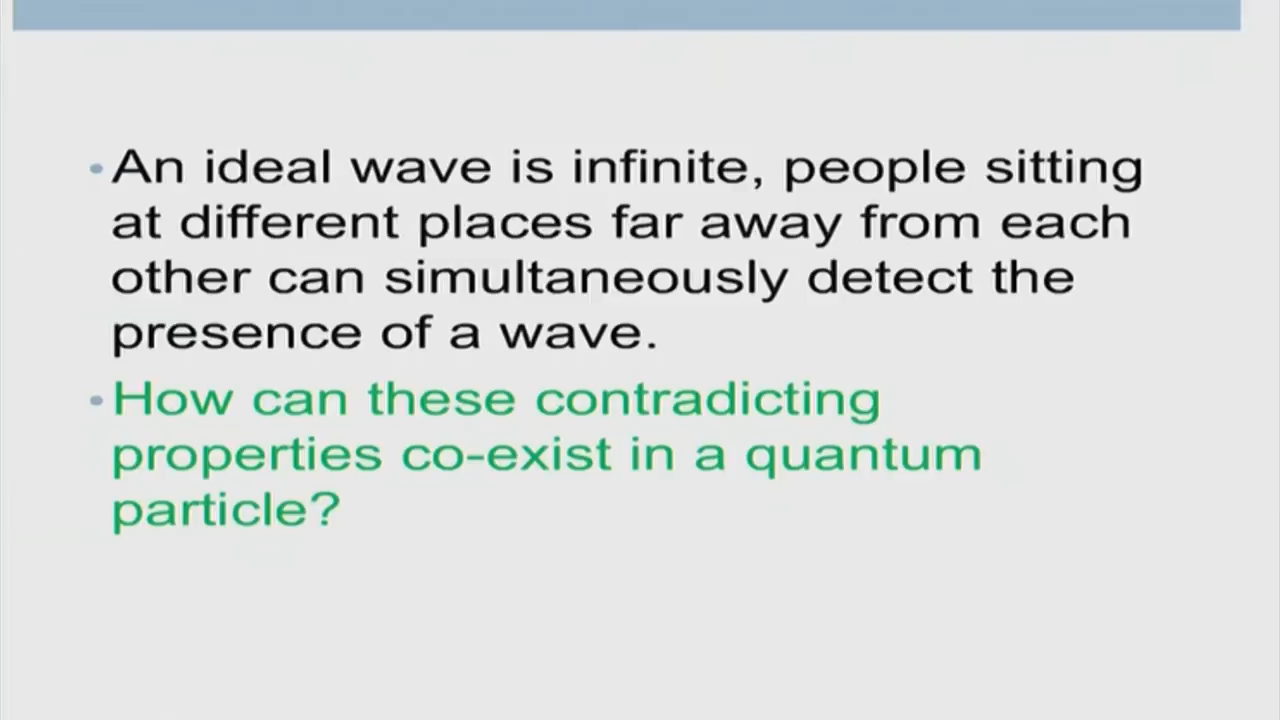 • An ideal wave is infinite, people sitting
at different places far away from each
other can simultaneously detect the
presence of a wave.
• How can these contradicting
properties co-exist in a quantum
particle?